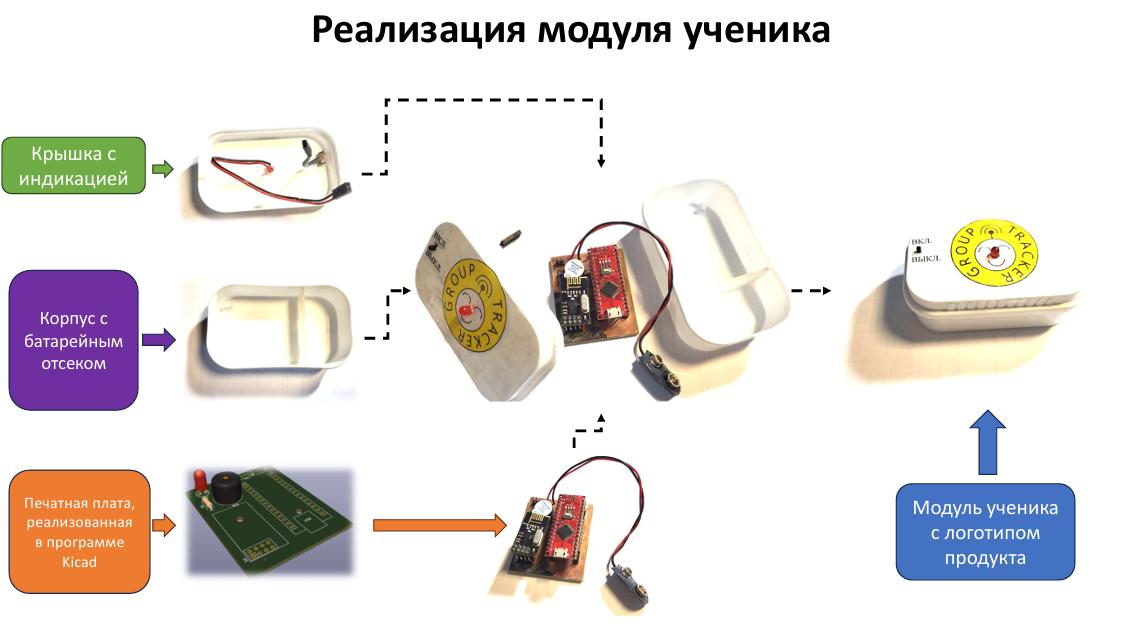 Реализация модуля ученика
Крышка с
индикацией
Корпус с
батарейным
отсеком
Печатная плата,
реализованная
в программе
Kicad
ВКЛ.
ВЫКЛ.
GROUP TRACKER
ВКЛ.
ВЫКЛ.
GROUP TRACKER
Модуль ученика
с логотипом
продукта